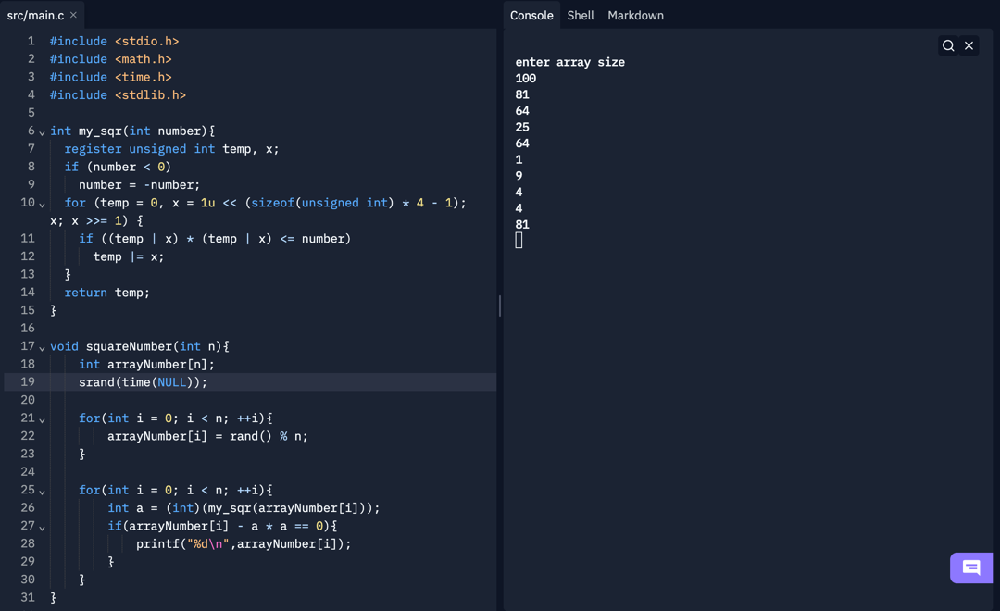 src/main.c ×
1 #include <stdio.h>
2 #include <math.h>
3 #include <time.h>
4 #include <stdlib.h>
5
6 int my_sqr(int number){
7 register unsigned int temp, x;
8 if (number < 0)
9 number = -number;
10 for (temp = 0, x = 1u << (sizeof(unsigned int) * 4 - 1);
x; x >>= 1) {
11 if ((temp | x) * (temp | x) <= number)
12 temp |= x;
13 }
14 return temp;
15 }
16
17 void squareNumber(int n){
18 int arrayNumber[n];
19 srand(time(NULL));
20
21 for(int i = 0; i < n; ++i){
22 arrayNumber[i] = rand() % n;
23 }
24
25 for(int i = 0; i < n; ++i){
26 int a = (int)(my_sqr(arrayNumber[i]));
27 if(arrayNumber[i] - a * a == 0){
28 printf("%d\n",arrayNumber[i]);
29 }
30 }
31 }
Console Shell Markdown
enter array size
100
81
64
25
64
1
9
4
4
81